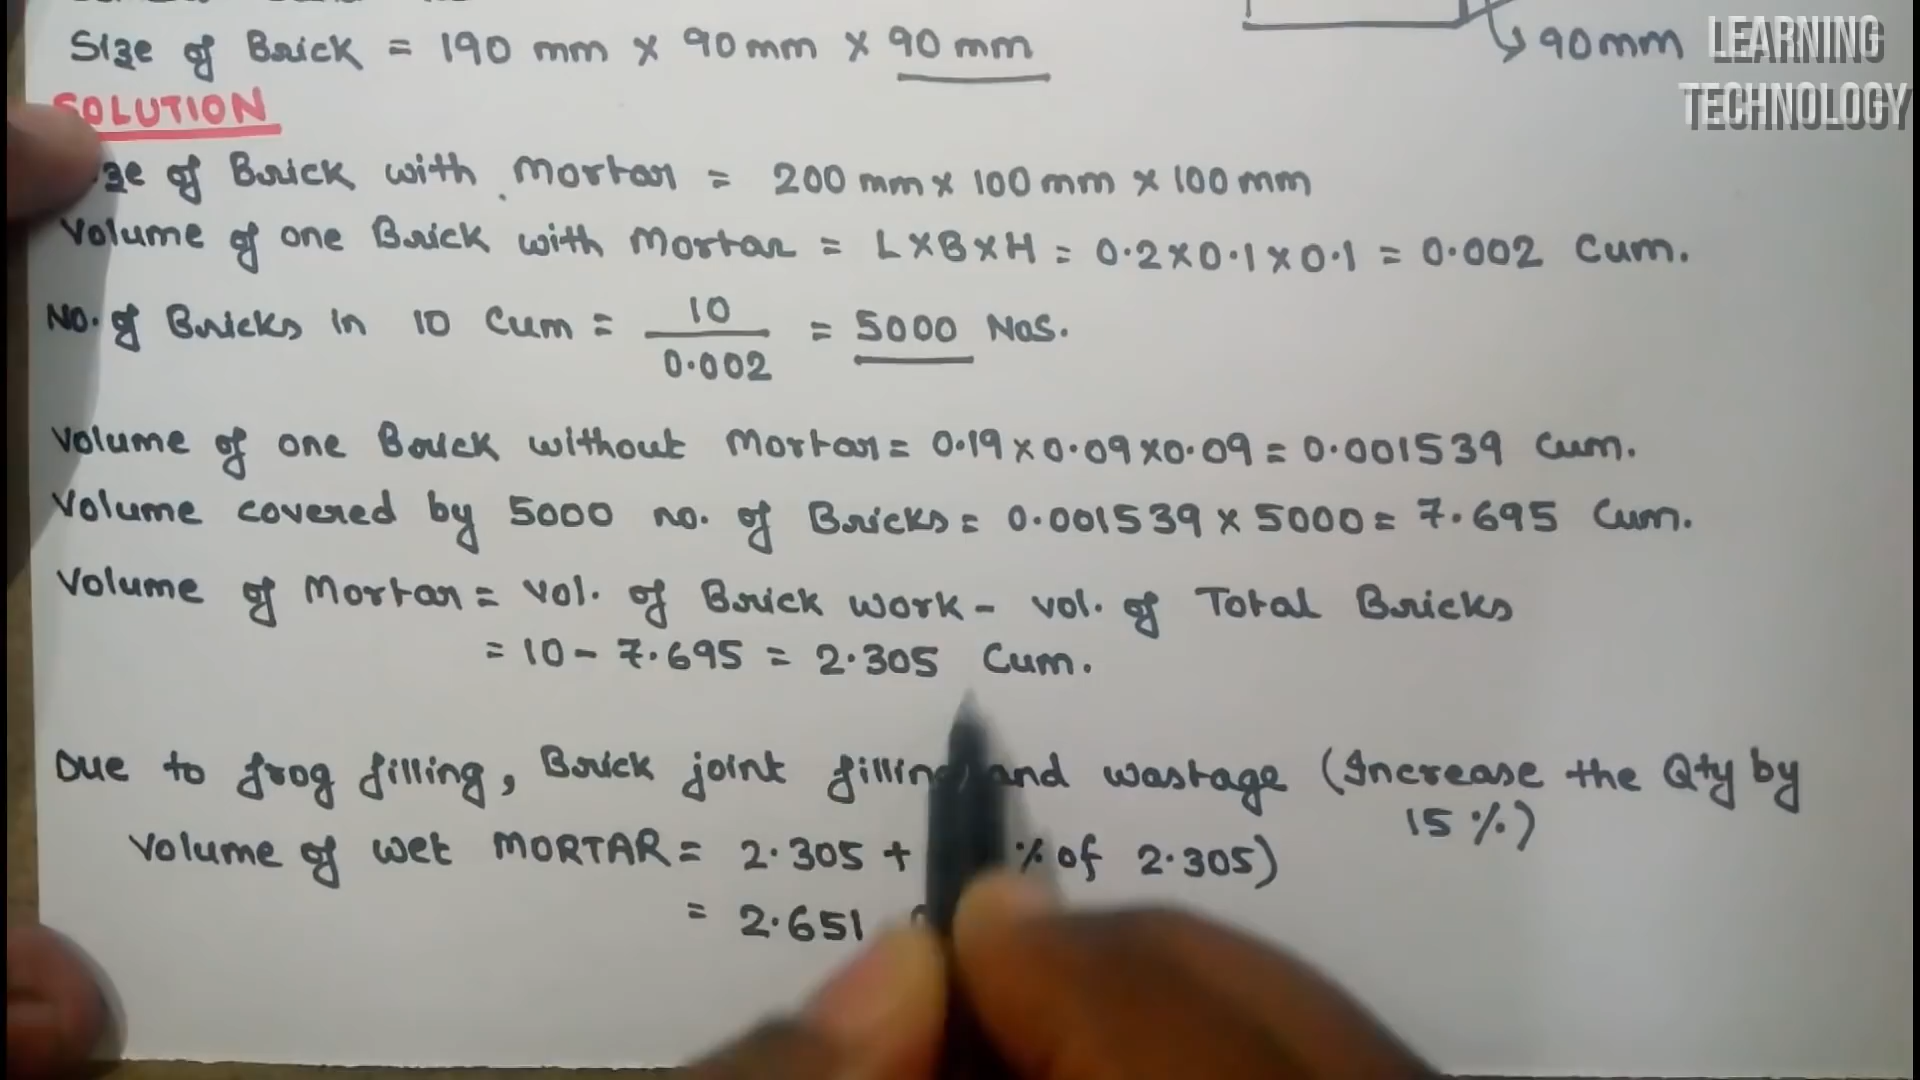 Size of Brick = 190 mm x 90 mm x 90 mm
90 mm
LEARNING
TECHNOLOGY
SOLUTION
of Brick with Mortar = 200 mm x 100 mm x 100 mm
Volume of one Brick with Mortar = L x B x H = 0.2 x 0.1 x 0.1 = 0.002 Cum.
No. of Bricks in 10 Cum = 10 / 0.002 = 5000 Nos.
Volume of one Brick without Mortar = 0.19 x 0.09 x 0.09 = 0.001539 Cum.
Volume covered by 5000 no. of Bricks = 0.001539 x 5000 = 7.695 Cum.
Volume of Mortar = Vol. of Brick work - Vol. of Total Bricks
= 10 - 7.695 = 2.305 Cum.
Due to frog filling, Brick joint filling and wastage (Increase the Qty by
15 %)
Volume of wet MORTAR = 2.305 + % of 2.305)
= 2.651